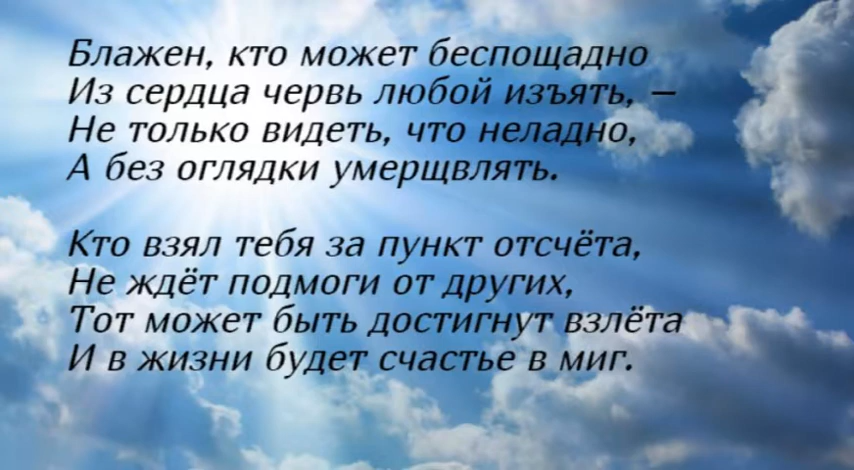 Блажен, кто может беспощадно
Из сердца червь любой изъять, –
Не только видеть, что неладно,
А без оглядки умерщвлять.
Кто взял тебя за пункт отсчёта,
Не ждёт подмоги от других,
Тот может быть достигнут взлёта
И в жизни будет счастье в миг.